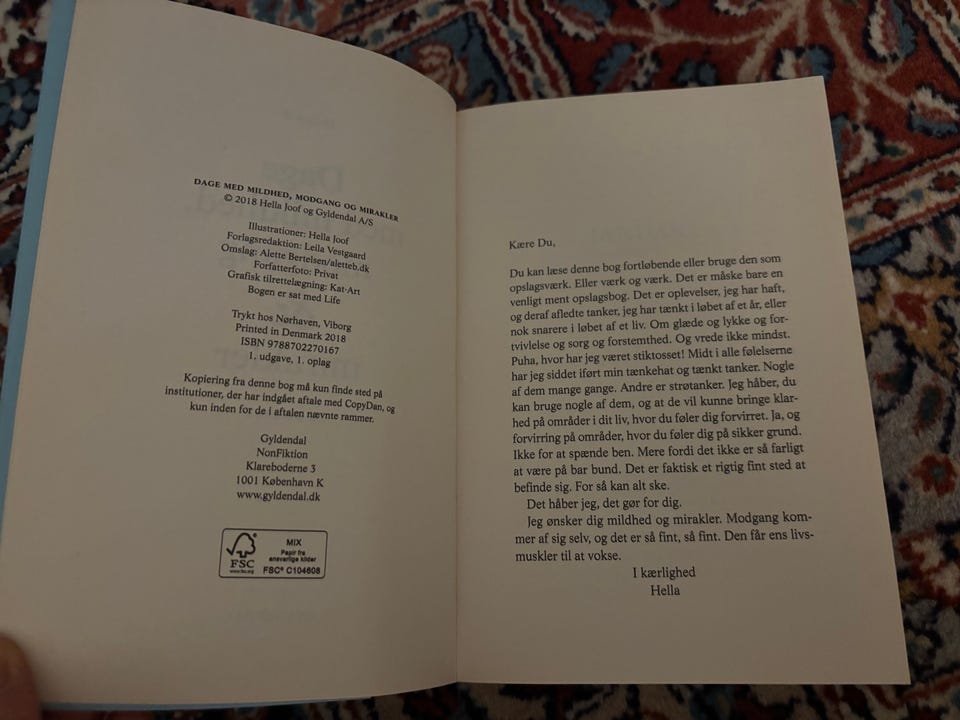 DAGE MED MILDHED, MODGANG OG MIRAKLER
© 2018 Hella Joof og Gyldendal A/S
Illustrationer: Hella Joof
Forlagsredaktion: Leila Vestgaard
Omslag: Alette Bertelsen/aletteb.dk
Forfatterfoto: Privat
Grafisk tilrettelægning: Kat-Art
Bogen er sat med Life
Trykt hos Nørhaven, Viborg
Printed in Denmark 2018
ISBN 9788702270167
1. udgave, 1. oplag
Kopiering fra denne bog må kun finde sted på
institutioner, der har indgået aftale med CopyDan, og
kun inden for de i aftalen nævnte rammer.
Gyldendal
NonFiktion
Klareboderne 3
1001 København K
www.gyldendal.dk
FSC
www.fsc.org
MIX
Papir fra
ansvarlige kilder
FSC® C104608
Kære Du,
Du kan læse denne bog fortløbende eller bruge den som
opslagsværk. Eller værk og værk. Det er måske bare en
venligt ment opslagsbog. Det er oplevelser, jeg har haft,
og deraf afledte tanker, jeg har tænkt i løbet af et år, eller
nok snarere i løbet af et liv. Om glæde og lykke og for-
tvivlelse og sorg og forstemthed. Og vrede ikke mindst.
Puha, hvor har jeg været stiktosset! Midt i alle følelserne
har jeg siddet iført min tænkehat og tænkt tanker. Nogle
af dem mange gange. Andre er strøtanker. Jeg håber, du
kan bruge nogle af dem, og at de vil kunne bringe klar-
hed på områder i dit liv, hvor du føler dig forvirret. Ja, og
forvirring på områder, hvor du føler dig på sikker grund.
Ikke for at spænde ben. Mere fordi det ikke er så farligt
at være på bar bund. Det er faktisk et rigtig fint sted at
befinde sig. For så kan alt ske.
Det håber jeg, det gør for dig.
Jeg ønsker dig mildhed og mirakler. Modgang kom-
mer af sig selv, og det er så fint, så fint. Den får ens livs-
muskler til at vokse.
I kærlighed
Hella